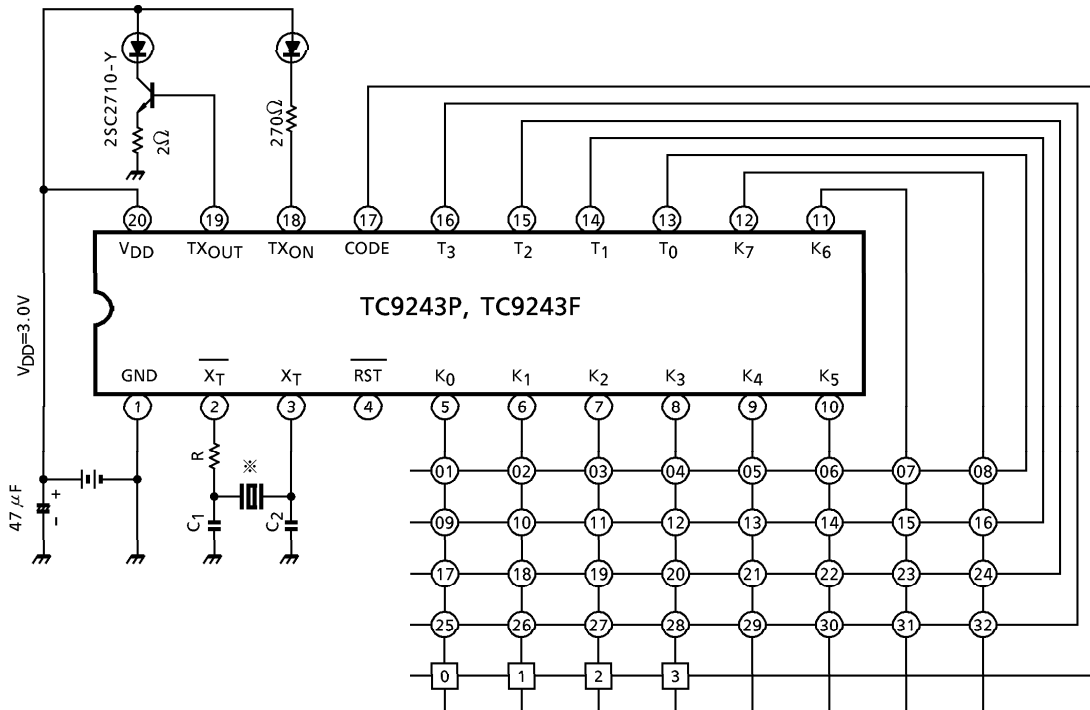 2SC2710-Y
2Ω
270Ω
20 19 18 17 16 15 14 13 12 11
VDD TXOUT TXON CODE T3 T2 T1 T0 K7 K6
TC9243P, TC9243F
VDD=3.0V
GND XT XT RST K0 K1 K2 K3 K4 K5
1 2 3 4 5 6 7 8 9 10
R
※
47μF
+
-
C1
C2
01 02 03 04 05 06 07 08
09 10 11 12 13 14 15 16
17 18 19 20 21 22 23 24
25 26 27 28 29 30 31 32
0 1 2 3